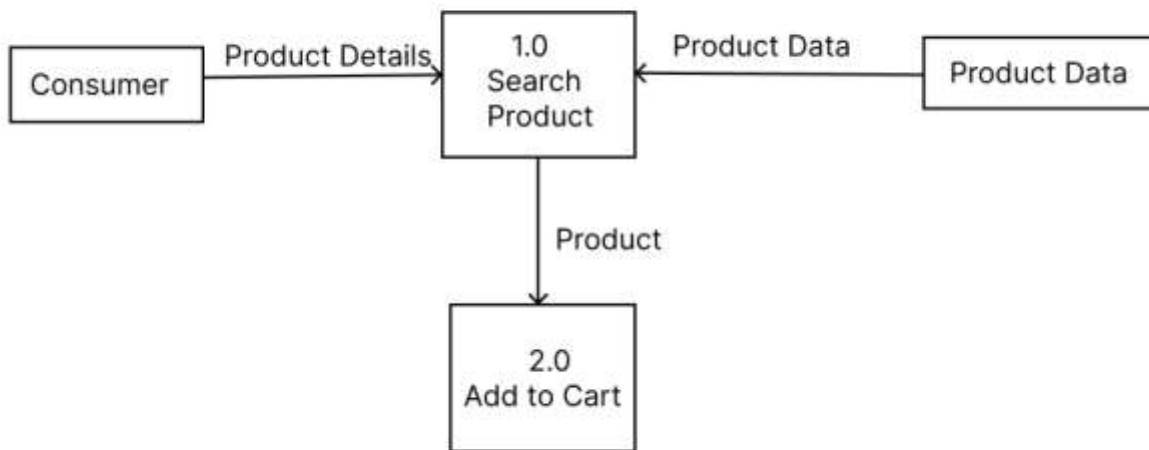 Consumer
Product Details
1.0
Search
Product
Product Data
Product Data
Product
2.0
Add to Cart